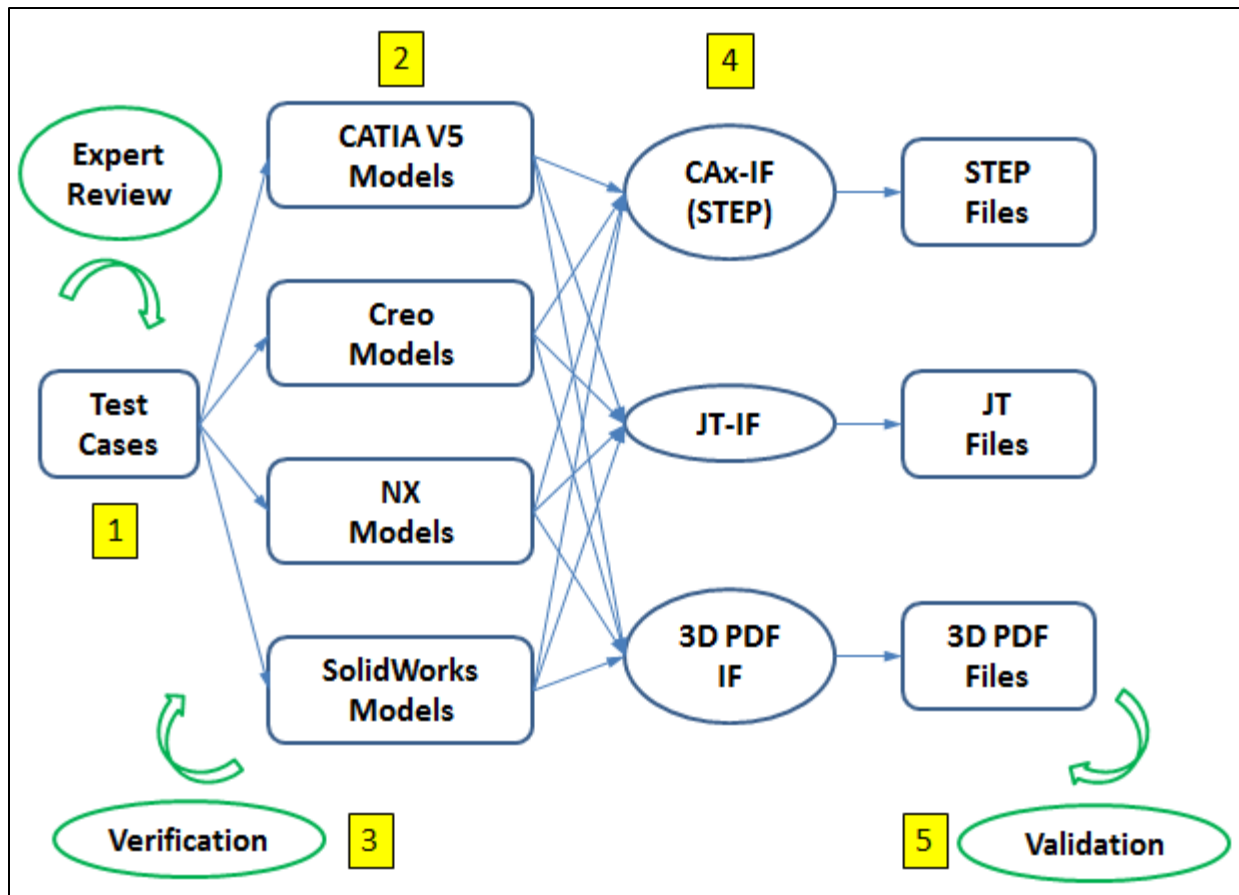 2
4
Expert
Review
CATIA V5
Models
CAx-IF
(STEP)
STEP
Files
Creo
Models
Test
Cases
JT-IF
JT
Files
1
NX
Models
SolidWorks
Models
3D PDF
IF
3D PDF
Files
Verification
3
5
Validation